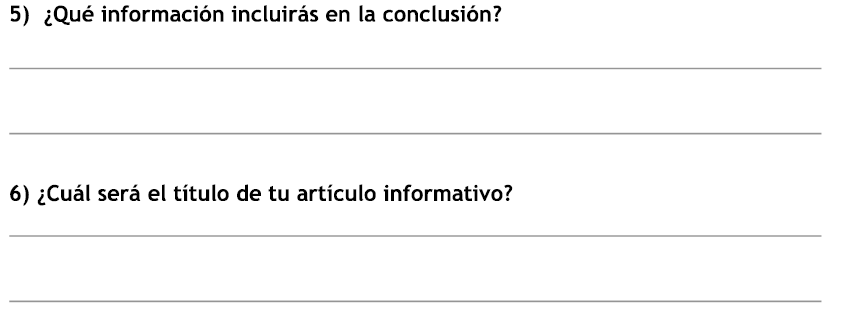 5) ¿Qué información incluirás en la conclusión?
6) ¿Cuál será el título de tu artículo informativo?